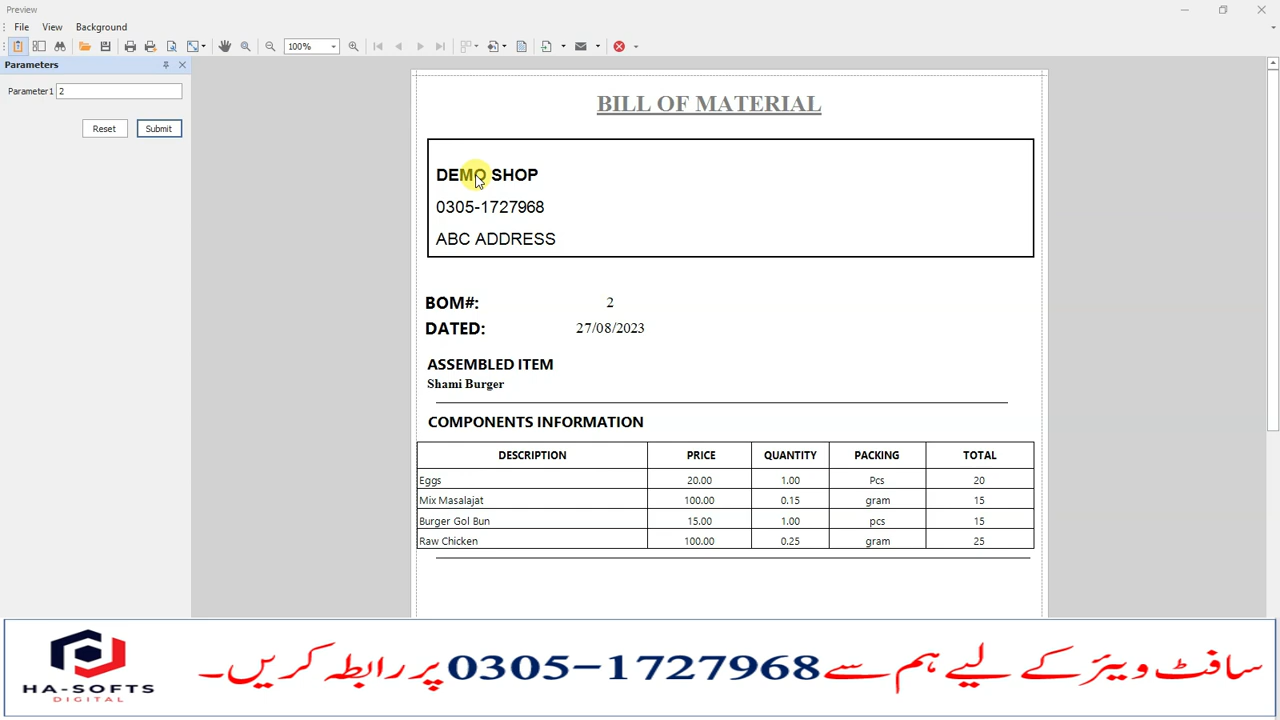 Preview
File View Background
100%
Parameters
Parameter1 2
Reset Submit
BILL OF MATERIAL
DEMO SHOP
0305-1727968
ABC ADDRESS
BOM#: 2
DATED: 27/08/2023
ASSEMBLED ITEM
Shami Burger
COMPONENTS INFORMATION
DESCRIPTION PRICE QUANTITY PACKING TOTAL
Eggs 20.00 1.00 Pcs 20
Mix Masalajat 100.00 0.15 gram 15
Burger Gol Bun 15.00 1.00 pcs 15
Raw Chicken 100.00 0.25 gram 25
HA-SOFTS
DIGITAL
سافٹ ویئر کے لیے ہم سے 0305-1727968 پر رابطہ کریں۔